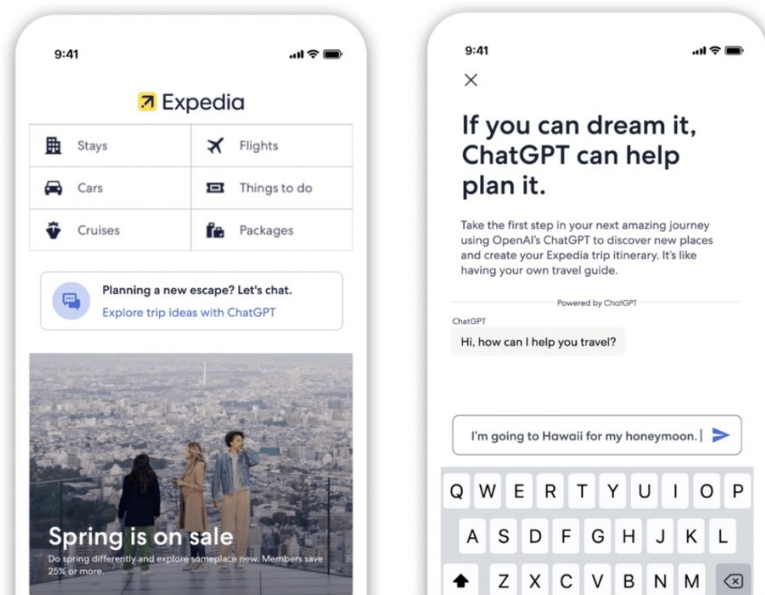 9:41
Expedia
Stays
Flights
Cars
Things to do
Cruises
Packages
Planning a new escape? Let's chat.
Explore trip ideas with ChatGPT
Spring is on sale
Do spring differently and explore someplace new. Members save
25% or more.
9:41
If you can dream it,
ChatGPT can help
plan it.
Take the first step in your next amazing journey
using OpenAI's ChatGPT to discover new places
and create your Expedia trip itinerary. It's like
having your own travel guide.
Powered by ChatGPT
ChatGPT
Hi, how can I help you travel?
I'm going to Hawaii for my honeymoon.
Q W E R T Y U I O P
A S D F G H J K L
Z X C V B N M